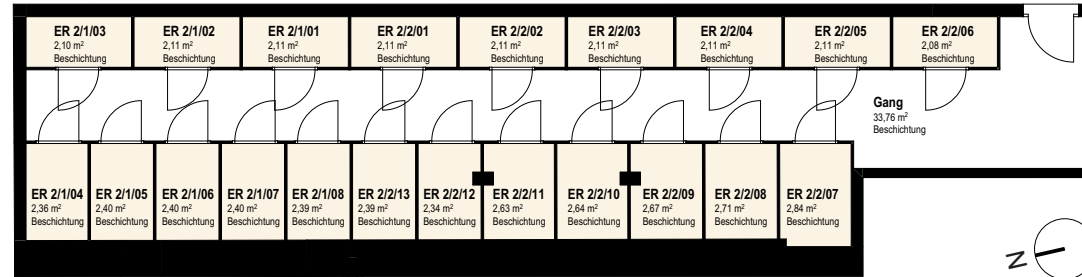 ER 2/1/03
2,10 m²
Beschichtung
ER 2/1/02
2,11 m²
Beschichtung
ER 2/1/01
2,11 m²
Beschichtung
ER 2/2/01
2,11 m²
Beschichtung
ER 2/2/02
2,11 m²
Beschichtung
ER 2/2/03
2,11 m²
Beschichtung
ER 2/2/04
2,11 m²
Beschichtung
ER 2/2/05
2,11 m²
Beschichtung
ER 2/2/06
2,08 m²
Beschichtung
Gang
33,76 m²
Beschichtung
ER 2/1/04
2,36 m²
Beschichtung
ER 2/1/05
2,40 m²
Beschichtung
ER 2/1/06
2,40 m²
Beschichtung
ER 2/1/07
2,40 m²
Beschichtung
ER 2/1/08
2,39 m²
Beschichtung
ER 2/2/13
2,39 m²
Beschichtung
ER 2/2/12
2,34 m²
Beschichtung
ER 2/2/11
2,63 m²
Beschichtung
ER 2/2/10
2,64 m²
Beschichtung
ER 2/2/09
2,67 m²
Beschichtung
ER 2/2/08
2,71 m²
Beschichtung
ER 2/2/07
2,84 m²
Beschichtung
N